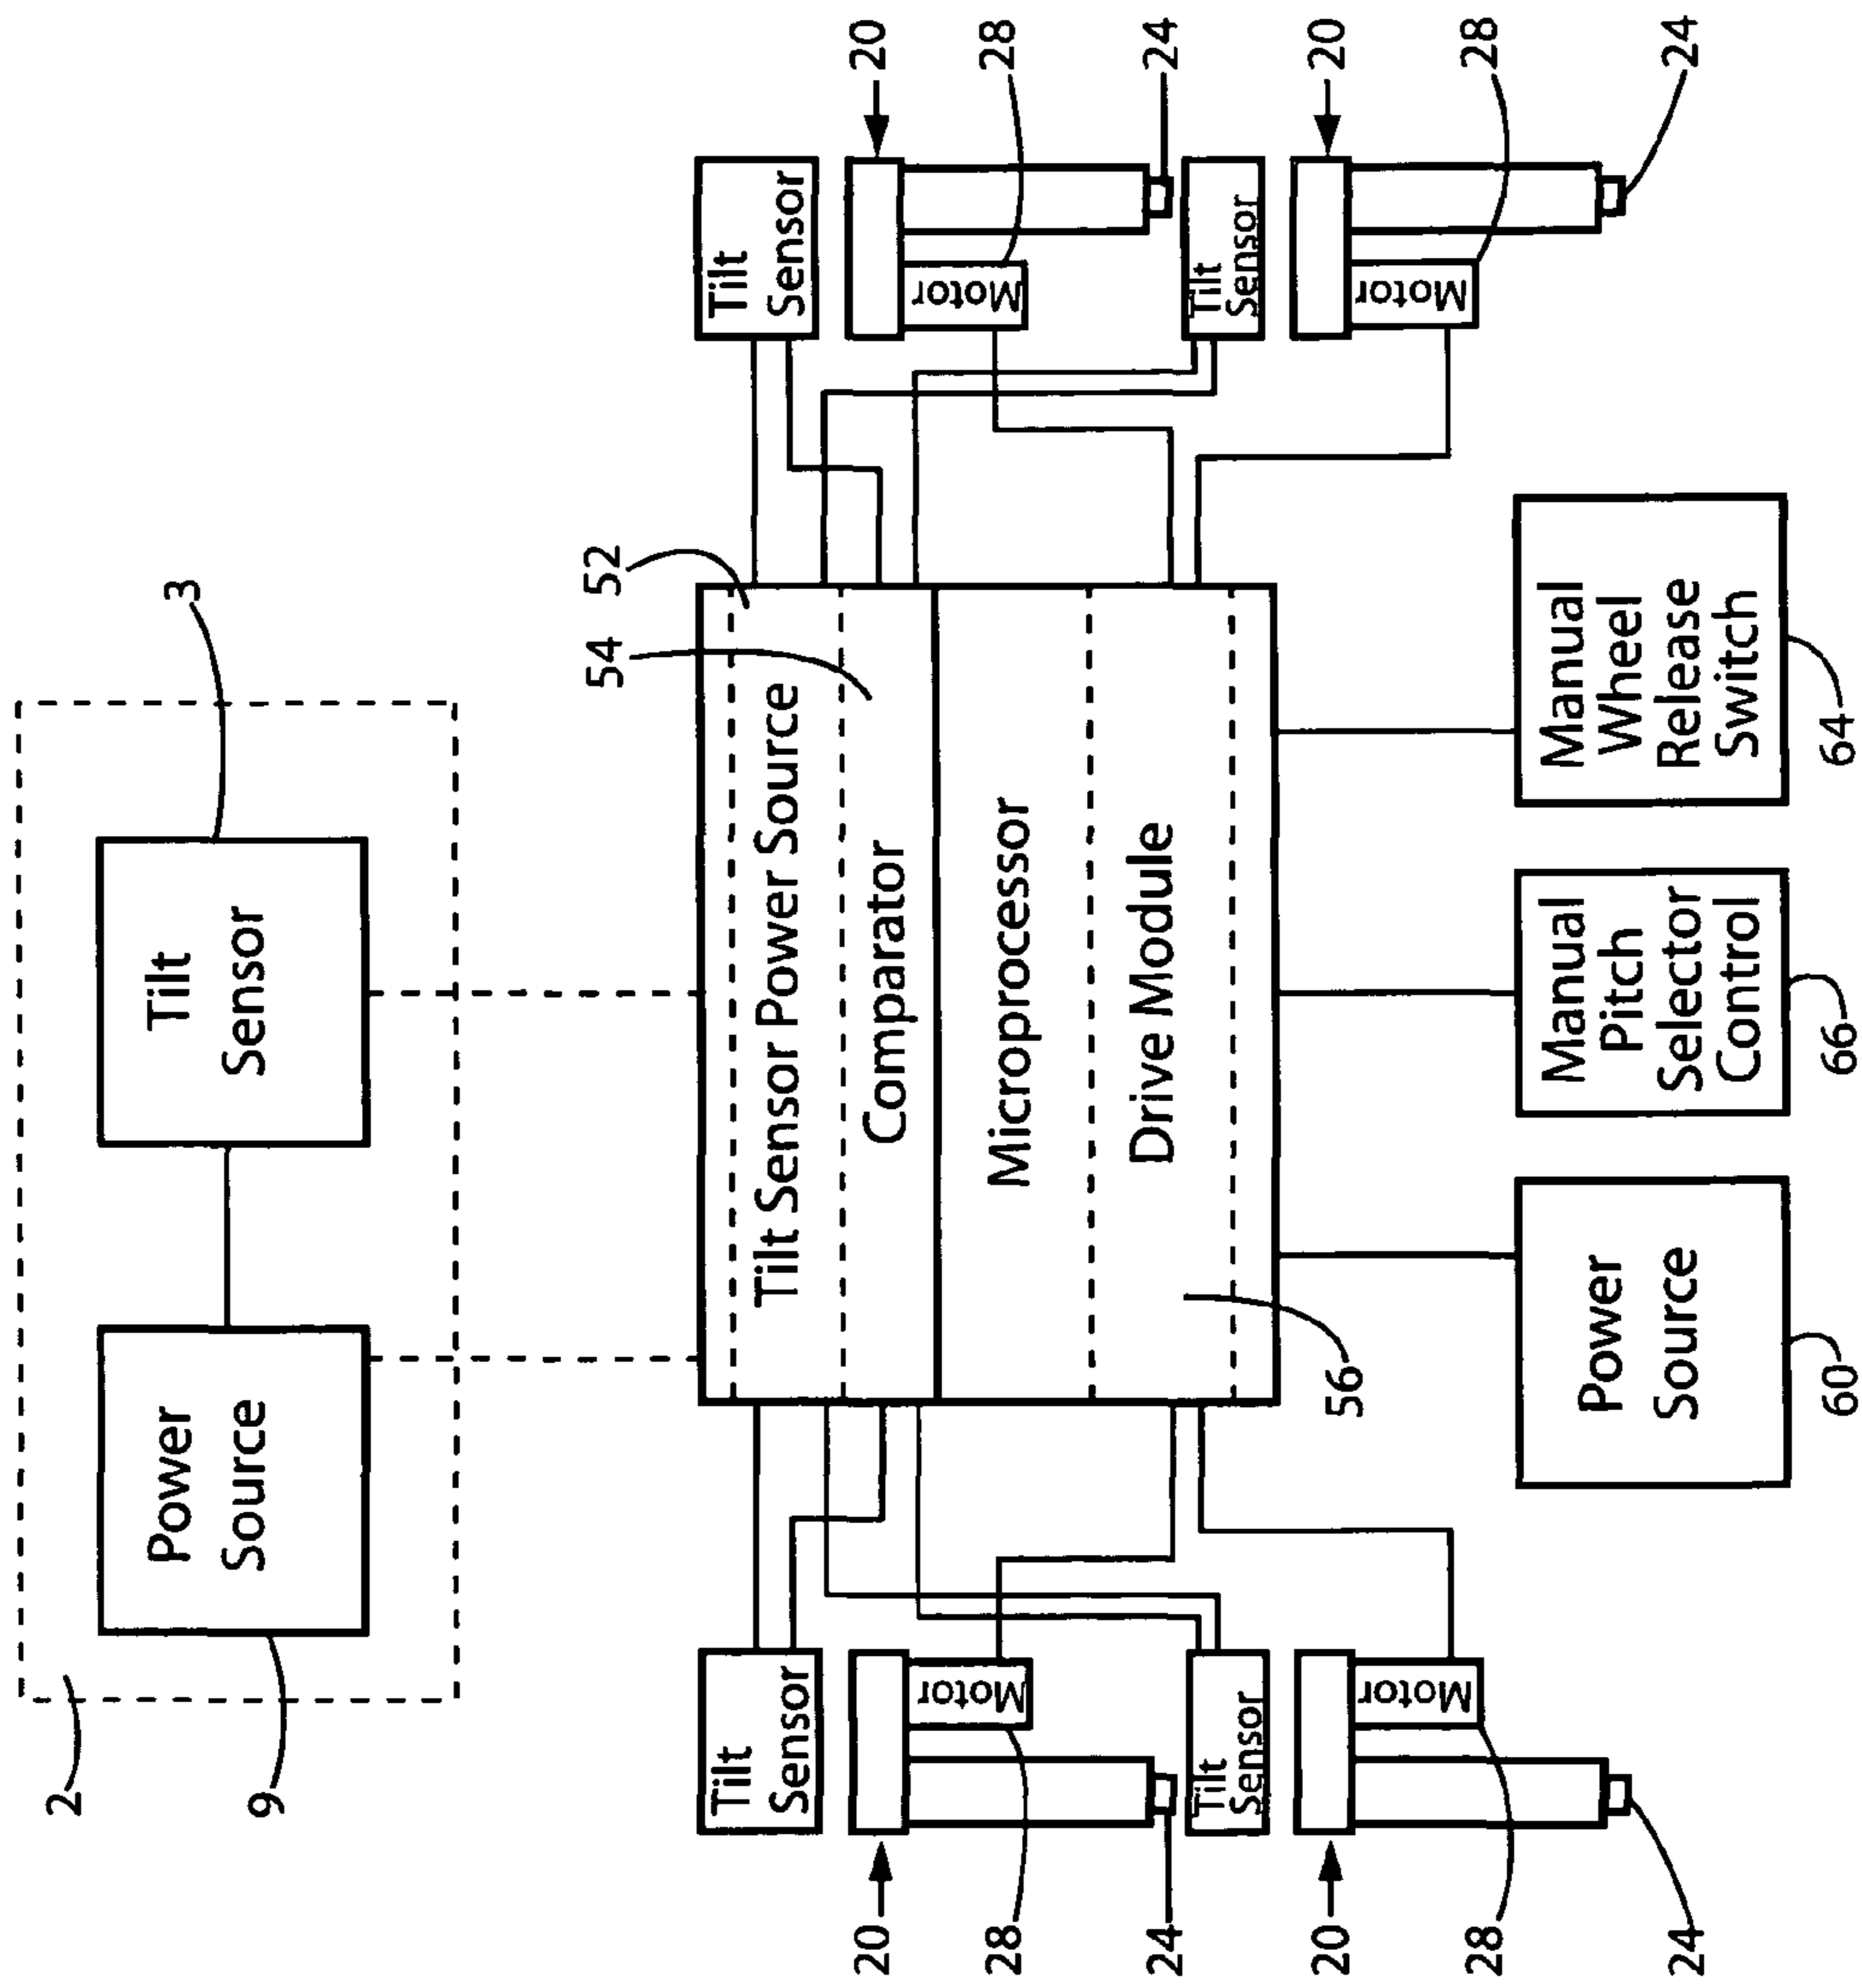 2
9
Power
Source
3
Tilt
Sensor
52
54
Tilt
Sensor
20
Motor
28
24
Tilt
Sensor
20
Motor
28
24
Tilt Sensor Power Source
Comparator
Microprocessor
Drive Module
56
Tilt
Sensor
20
Motor
28
24
Tilt
Sensor
20
Motor
28
24
Power
Source
60
Manual
Pitch
Selector
Control
66
Manual
Wheel
Release
Switch
64